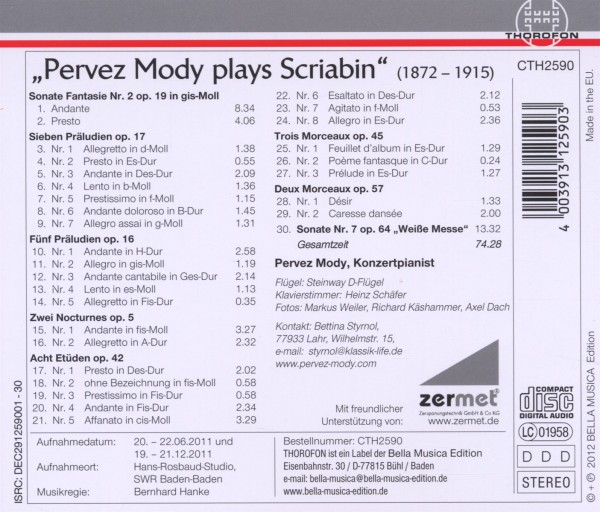 THOROFON
„Pervez Mody plays Scriabin“ (1872 – 1915)
CTH2590
Made in the EU.
Sonate Fantasie Nr. 2 op. 19 in gis-Moll
1. Andante 8.34
2. Presto 4.06
Sieben Präludien op. 17
3. Nr. 1 Allegretto in d-Moll 1.38
4. Nr. 2 Presto in Es-Dur 0.55
5. Nr. 3 Andante in Des-Dur 2.09
6. Nr. 4 Lento in b-Moll 1.36
7. Nr. 5 Prestissimo in f-Moll 1.15
8. Nr. 6 Andante doloroso in B-Dur 1.45
9. Nr. 7 Allegro assai in g-Moll 1.31
Fünf Präludien op. 16
10. Nr. 1 Andante in H-Dur 2.58
11. Nr. 2 Allegro in gis-Moll 1.19
12. Nr. 3 Andante cantabile in Ges-Dur 2.14
13. Nr. 4 Lento in es-Moll 1.13
14. Nr. 5 Allegretto in Fis-Dur 0.35
Zwei Nocturnes op. 5
15. Nr. 1 Andante in fis-Moll 3.27
16. Nr. 2 Allegretto in A-Dur 2.32
Acht Etüden op. 42
17. Nr. 1 Presto in Des-Dur 2.02
18. Nr. 2 ohne Bezeichnung in fis-Moll 0.58
19. Nr. 3 Prestissimo in Fis-Dur 0.58
20. Nr. 4 Andante in Fis-Dur 2.34
21. Nr. 5 Affanato in cis-Moll 3.29
22. Nr. 6 Esaltato in Des-Dur 2.12
23. Nr. 7 Agitato in f-Moll 0.53
24. Nr. 8 Allegro in Es-Dur 2.36
Trois Morceaux op. 45
25. Nr. 1 Feuillet d'album in Es-Dur 1.29
26. Nr. 2 Poème fantasque in C-Dur 0.24
27. Nr. 3 Prélude in Es-Dur 1.27
Deux Morceaux op. 57
28. Nr. 1 Désir 1.33
29. Nr. 2 Caresse dansée 2.00
30. Sonate Nr. 7 op. 64 „Weiße Messe“ 13.32
Gesamtzeit 74.28
Pervez Mody, Konzertpianist
Flügel: Steinway D-Flügel
Klavierstimmer: Heinz Schäfer
Fotos: Markus Weiler, Richard Käshammer, Axel Dach
Kontakt: Bettina Styrnol,
77933 Lahr, Wilhelmstr. 15,
e-mail: styrnol@klassik-life.de
www.pervez-mody.com
Mit freundlicher
Unterstützung von:
zermet
Zerspanungstechnik GmbH & Co KG
www.zermet.de
Aufnahmedatum: 20. – 22.06.2011 und
19. – 21.12.2011
Aufnahmeort: Hans-Rosbaud-Studio,
SWR Baden-Baden
Musikregie: Bernhard Hanke
Bestellnummer: CTH2590
THOROFON ist ein Label der Bella Musica Edition
Eisenbahnstr. 30 / D-77815 Bühl / Baden
e-mail: bella-musica@bella-musica-edition.de
www.bella-musica-edition.de
ISRC: DEC291259001 - 30
4 003913 125903
COMPACT
disc
DIGITAL AUDIO
LC 01958
D D D
STEREO
© + ℗ 2012 BELLA MUSICA Edition